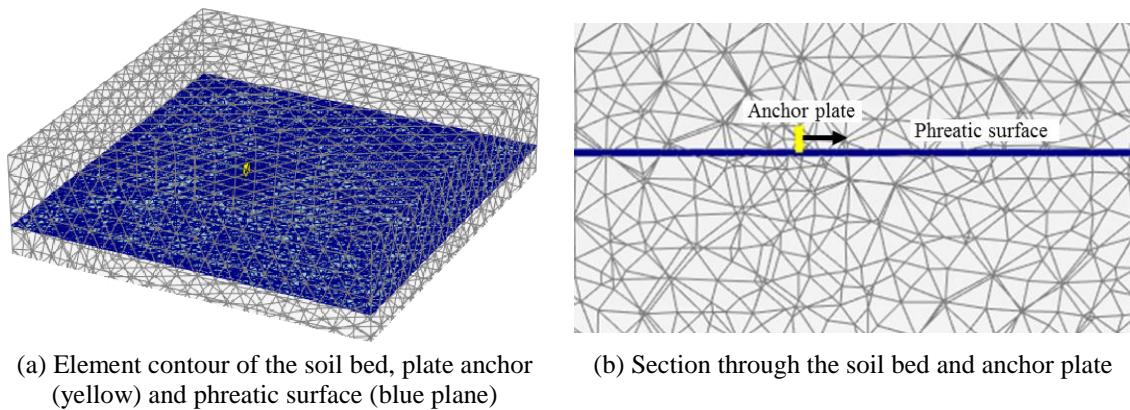 Anchor plate
Phreatic surface
(a) Element contour of the soil bed, plate anchor
(yellow) and phreatic surface (blue plane)
(b) Section through the soil bed and anchor plate